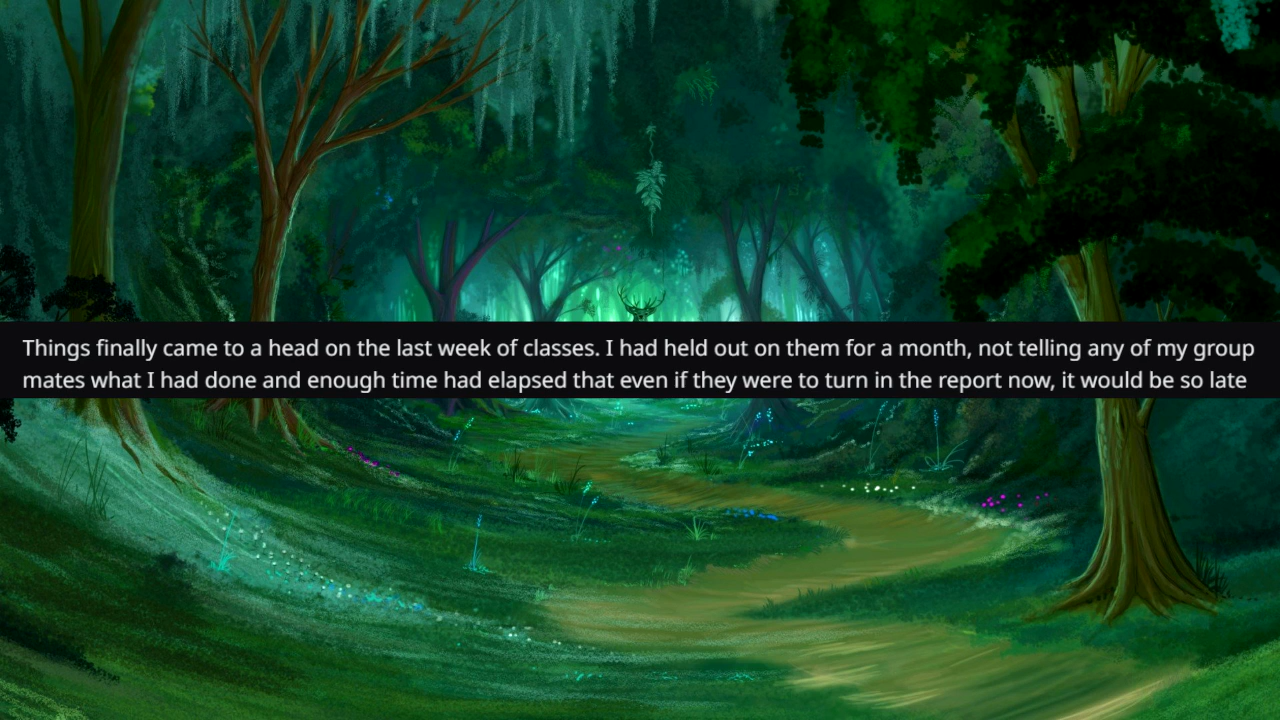 Things finally came to a head on the last week of classes. I had held out on them for a month, not telling any of my group
mates what I had done and enough time had elapsed that even if they were to turn in the report now, it would be so late